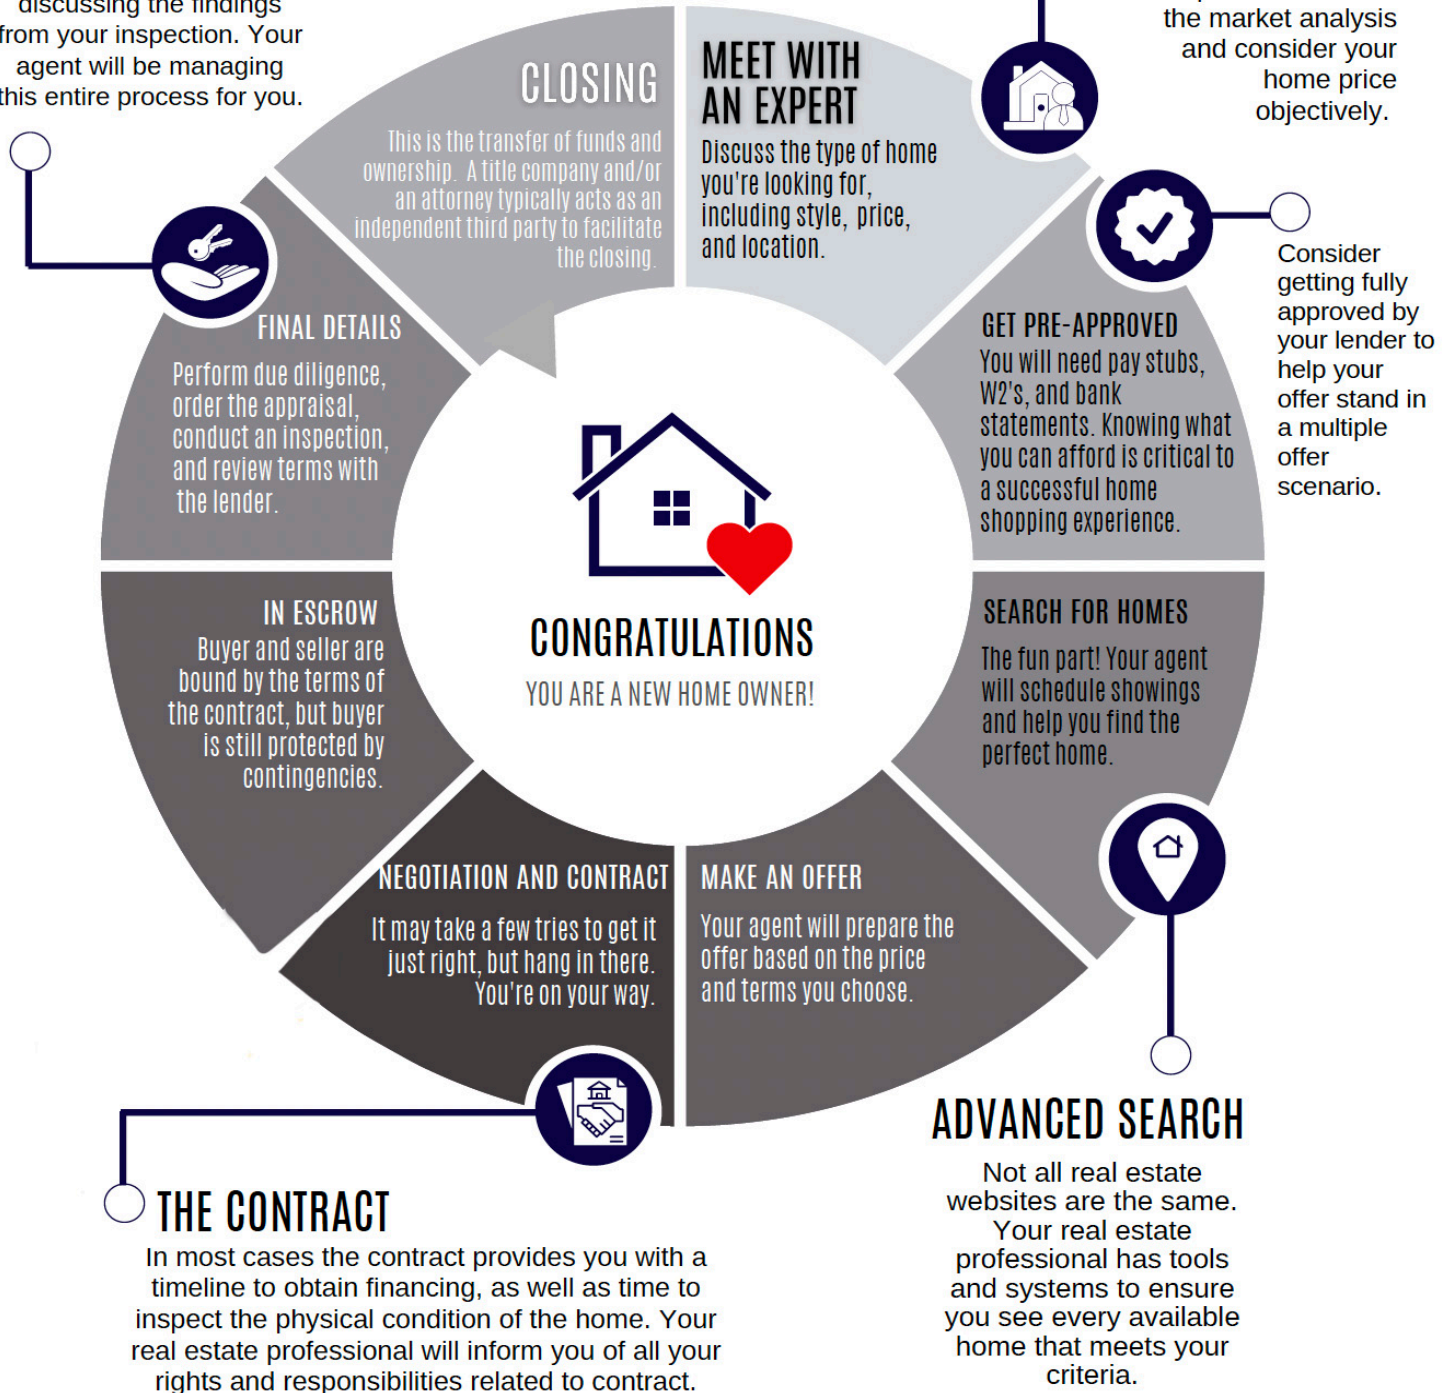 discussing the findings
from your inspection. Your
agent will be managing
this entire process for you.
the market analysis
and consider your
home price
objectively.
CLOSING
This is the transfer of funds and
ownership. A title company and/or
an attorney typically acts as an
independent third party to facilitate
the closing.
MEET WITH
AN EXPERT
Discuss the type of home
you're looking for,
including style, price,
and location.
Consider
getting fully
approved by
your lender to
help your
offer stand in
a multiple
offer
scenario.
GET PRE-APPROVED
You will need pay stubs,
W2's, and bank
statements. Knowing what
you can afford is critical to
a successful home
shopping experience.
FINAL DETAILS
Perform due diligence,
order the appraisal,
conduct an inspection,
and review terms with
the lender.
CONGRATULATIONS
YOU ARE A NEW HOME OWNER!
SEARCH FOR HOMES
The fun part! Your agent
will schedule showings
and help you find the
perfect home.
IN ESCROW
Buyer and seller are
bound by the terms of
the contract, but buyer
is still protected by
contingencies.
MAKE AN OFFER
Your agent will prepare the
offer based on the price
and terms you choose.
NEGOTIATION AND CONTRACT
It may take a few tries to get it
just right, but hang in there.
You're on your way.
ADVANCED SEARCH
Not all real estate
websites are the same.
Your real estate
professional has tools
and systems to ensure
you see every available
home that meets your
criteria.
THE CONTRACT
In most cases the contract provides you with a
timeline to obtain financing, as well as time to
inspect the physical condition of the home. Your
real estate professional will inform you of all your
rights and responsibilities related to contract.